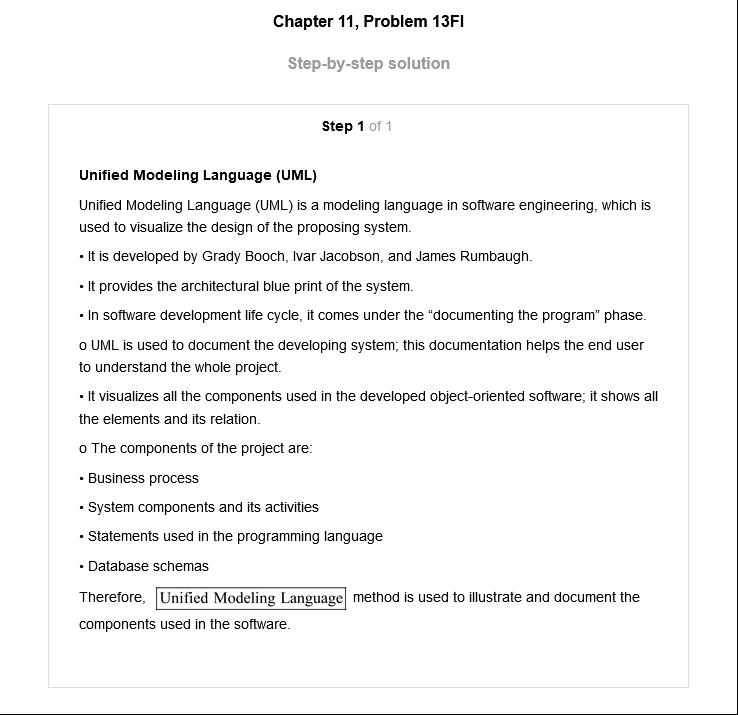 Chapter 11, Problem 13FI
Step-by-step solution
Step 1 of 1
Unified Modeling Language (UML)
Unified Modeling Language (UML) is a modeling language in software engineering, which is
used to visualize the design of the proposing system.
• It is developed by Grady Booch, Ivar Jacobson, and James Rumbaugh.
• It provides the architectural blue print of the system.
• In software development life cycle, it comes under the “documenting the program” phase.
o UML is used to document the developing system; this documentation helps the end user
to understand the whole project.
• It visualizes all the components used in the developed object-oriented software; it shows all
the elements and its relation.
o The components of the project are:
• Business process
• System components and its activities
• Statements used in the programming language
• Database schemas
Therefore, Unified Modeling Language method is used to illustrate and document the
components used in the software.